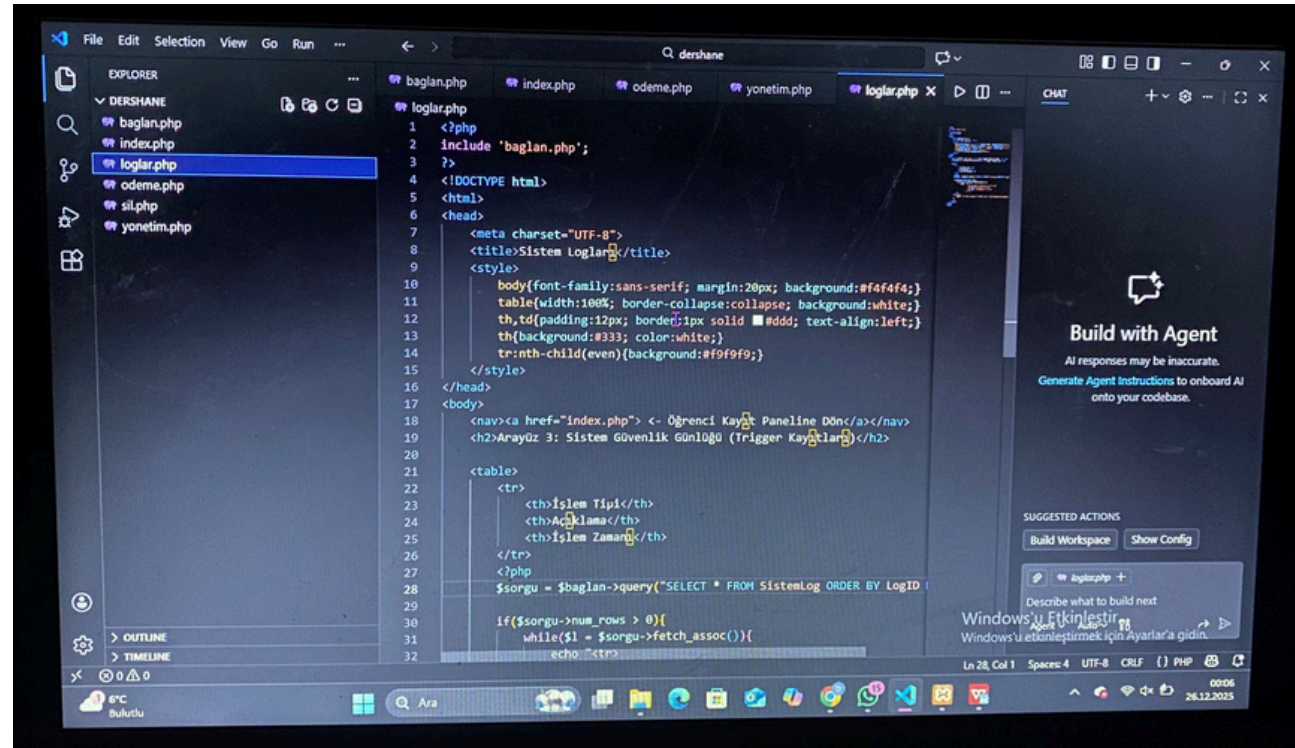 File Edit Selection View Go Run ...
dershane
EXPLORER
DERSHANE
baglan.php
index.php
loglar.php
odeme.php
sil.php
yonetim.php
OUTLINE
TIMELINE
baglan.php index.php odeme.php yonetim.php loglar.php
loglar.php
1 <?php
2 include 'baglan.php';
3 ?>
4 <!DOCTYPE html>
5 <html>
6 <head>
7 <meta charset="UTF-8">
8 <title>Sistem Logları</title>
9 <style>
10 body{font-family:sans-serif; margin:20px; background:#f4f4f4;}
11 table{width:100%; border-collapse:collapse; background:white;}
12 th,td{padding:12px; border:1px solid #ddd; text-align:left;}
13 th{background:#333; color:white;}
14 tr:nth-child(even){background:#f9f9f9;}
15 </style>
16 </head>
17 <body>
18 <nav><a href="index.php"> <- Öğrenci Kayıt Paneline Dön</a></nav>
19 <h2>Arayüz 3: Sistem Güvenlik Günlüğü (Trigger Kayıtları)</h2>
20
21 <table>
22 <tr>
23 <th>İşlem Tipi</th>
24 <th>Açıklama</th>
25 <th>İşlem Zamanı</th>
26 </tr>
27 <?php
28 $sorgu = $baglan->query("SELECT * FROM SistemLog ORDER BY LogID
29
30 if($sorgu->num_rows > 0){
31 while($l = $sorgu->fetch_assoc()){
32 echo "<tr>
CHAT
Build with Agent
AI responses may be inaccurate.
Generate Agent Instructions to onboard AI
onto your codebase.
SUGGESTED ACTIONS
Build Workspace Show Config
loglar.php +
Describe what to build next
Agent Auto
Windows'u Etkinleştir
Windows'u etkinleştirmek için Ayarlar'a gidin.
0 0 Ln 28, Col 1 Spaces: 4 UTF-8 CRLF {} PHP
1 6°C
Bulutlu
Ara
15
00:06
26.12.2025